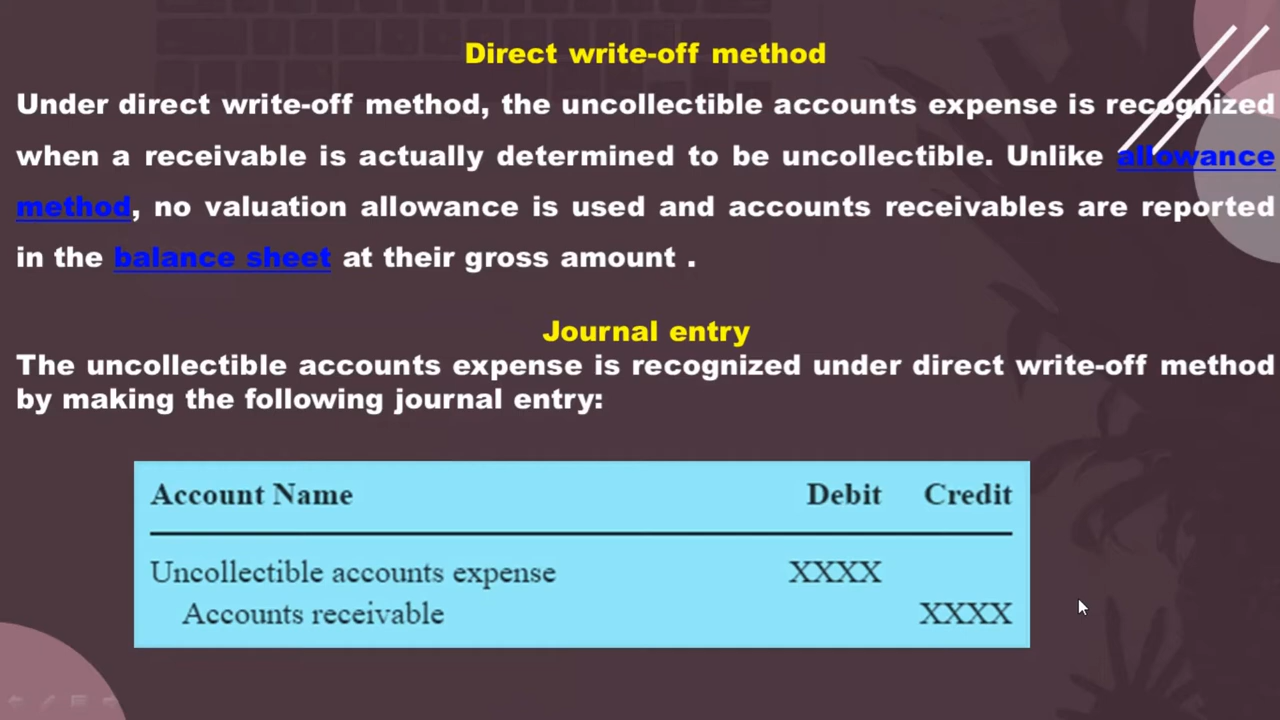 Direct write-off method
Under direct write-off method, the uncollectible accounts expense is recognized
when a receivable is actually determined to be uncollectible. Unlike allowance
method, no valuation allowance is used and accounts receivables are reported
in the balance sheet at their gross amount .
Journal entry
The uncollectible accounts expense is recognized under direct write-off method
by making the following journal entry:
Account Name Debit Credit
Uncollectible accounts expense XXXX
Accounts receivable XXXX